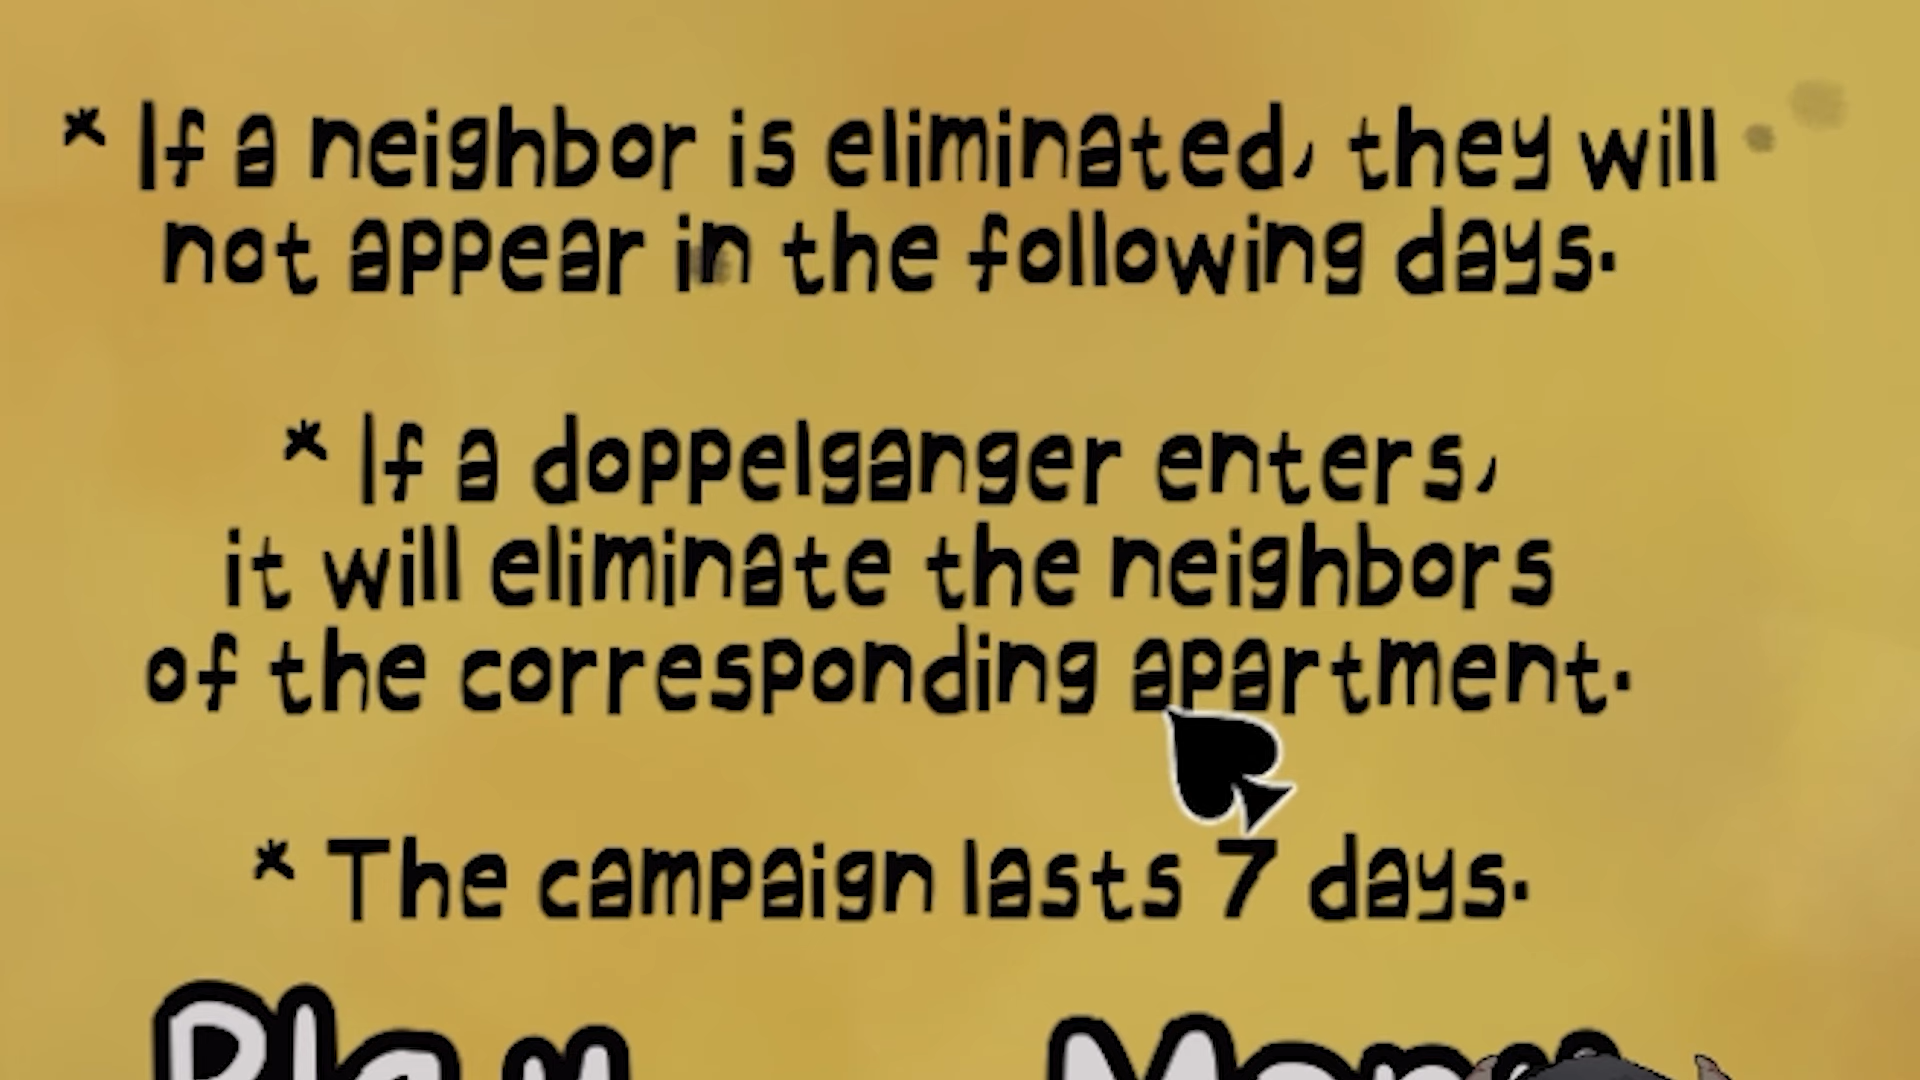 * If a neighbor is eliminated, they will
not appear in the following days.
* If a doppelganger enters,
it will eliminate the neighbors
of the corresponding apartment.
* The campaign lasts 7 days.
Play